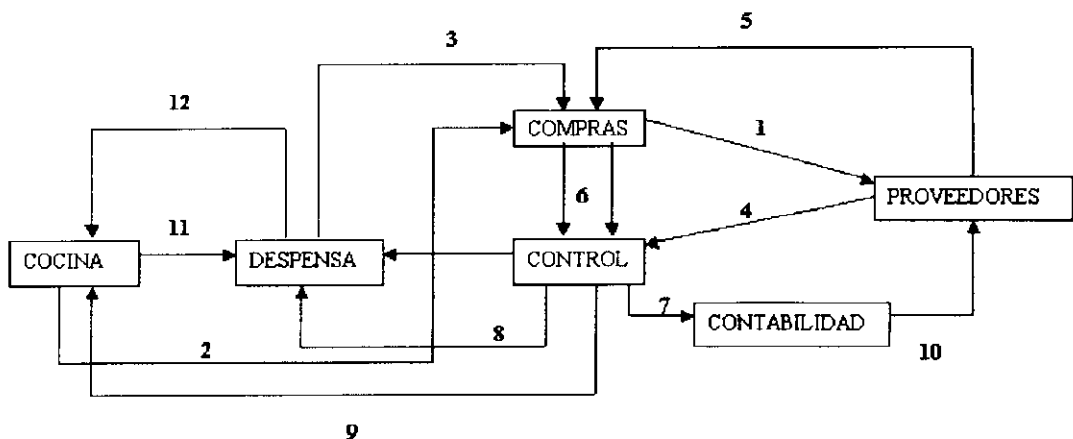 5
3
12
COMPRAS
1
PROVEEDORES
6
4
11
COCINA
DESPENSA
CONTROL
7
CONTABILIDAD
2
8
10
9